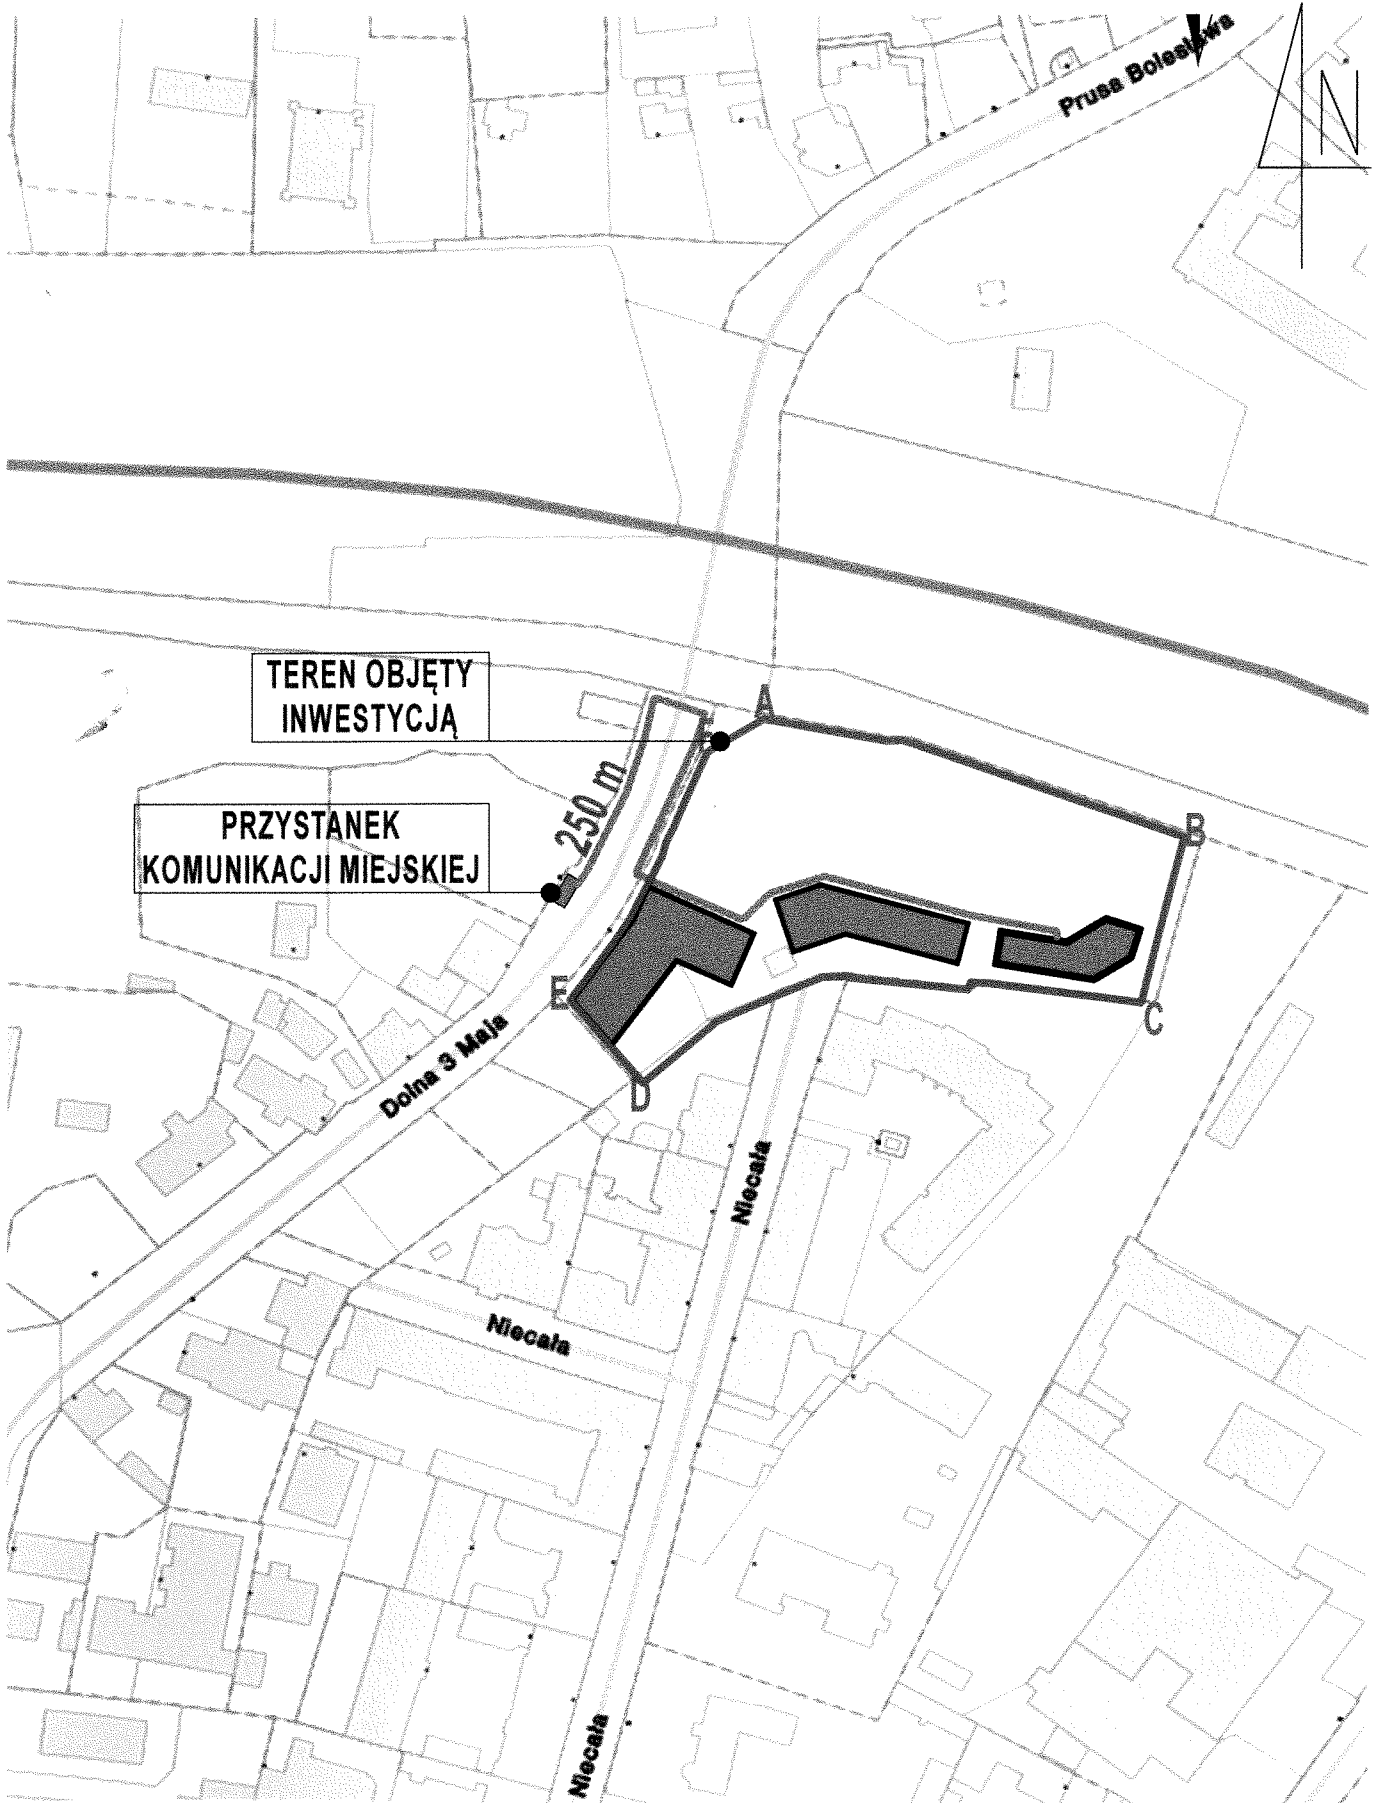 Prusa Bolesława
N
TEREN OBJĘTY
INWESTYCJĄ
A
250 m
PRZYSTANEK
KOMUNIKACJI MIEJSKIEJ
B
E
C
Dolna 3 Maja
D
Niecała
Niecała
Niecała